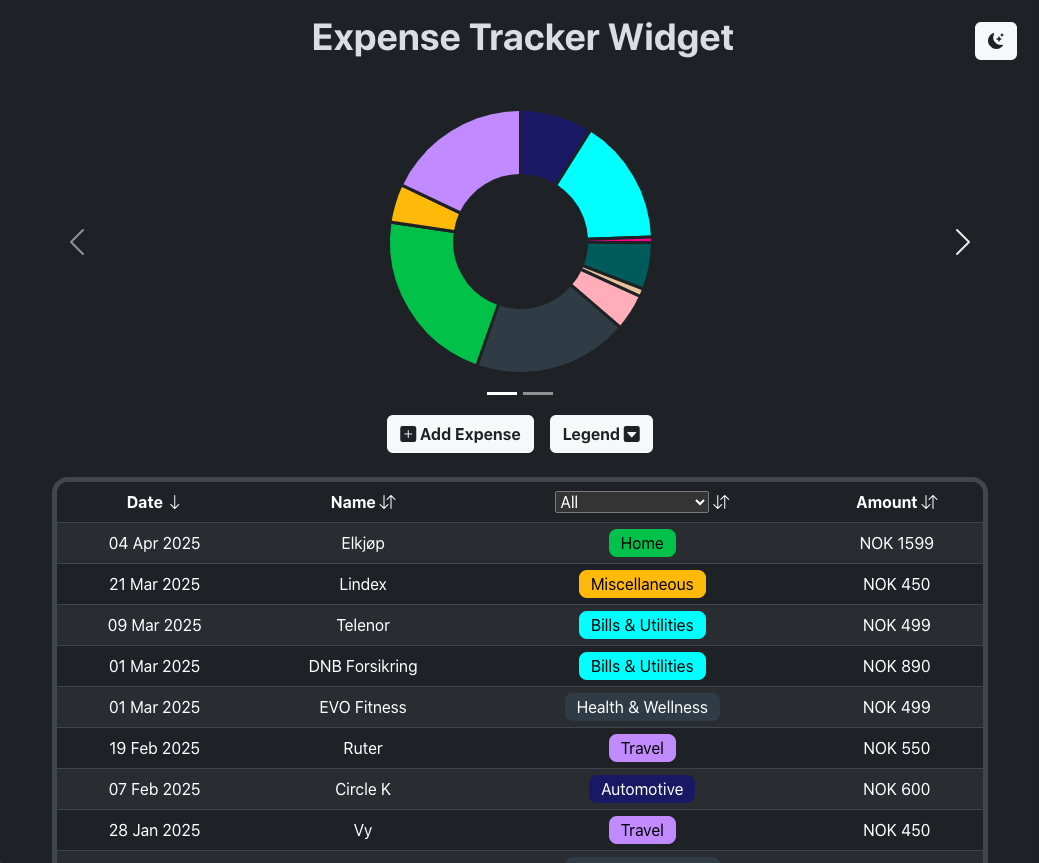 Expense Tracker Widget
Add Expense Legend
Date Name All Amount
04 Apr 2025 Elkjøp Home NOK 1599
21 Mar 2025 Lindex Miscellaneous NOK 450
09 Mar 2025 Telenor Bills & Utilities NOK 499
01 Mar 2025 DNB Forsikring Bills & Utilities NOK 890
01 Mar 2025 EVO Fitness Health & Wellness NOK 499
19 Feb 2025 Ruter Travel NOK 550
07 Feb 2025 Circle K Automotive NOK 600
28 Jan 2025 Vy Travel NOK 450